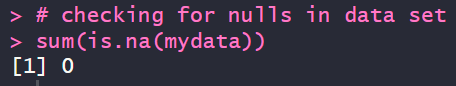 > # checking for nulls in data set
> sum(is.na(mydata))
[1] 0